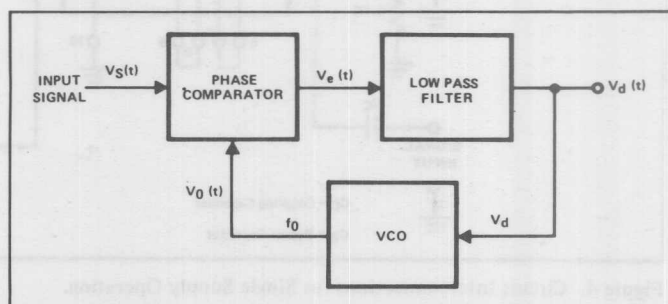 INPUT
SIGNAL
VS(t)
PHASE
COMPARATOR
Ve (t)
LOW PASS
FILTER
Vd (t)
V0 (t)
f0
VCO
Vd